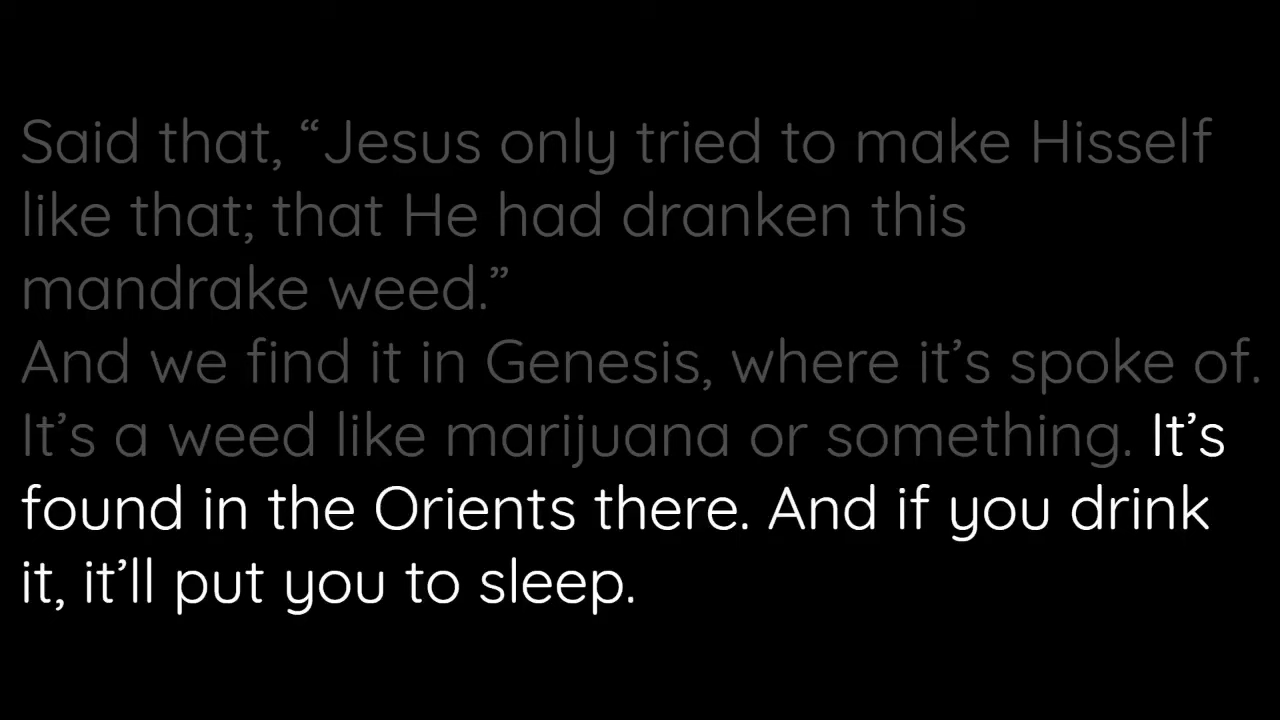 Said that, “Jesus only tried to make Hisself
like that; that He had dranken this
mandrake weed.”
And we find it in Genesis, where it’s spoke of.
It’s a weed like marijuana or something. It’s
found in the Orients there. And if you drink
it, it’ll put you to sleep.